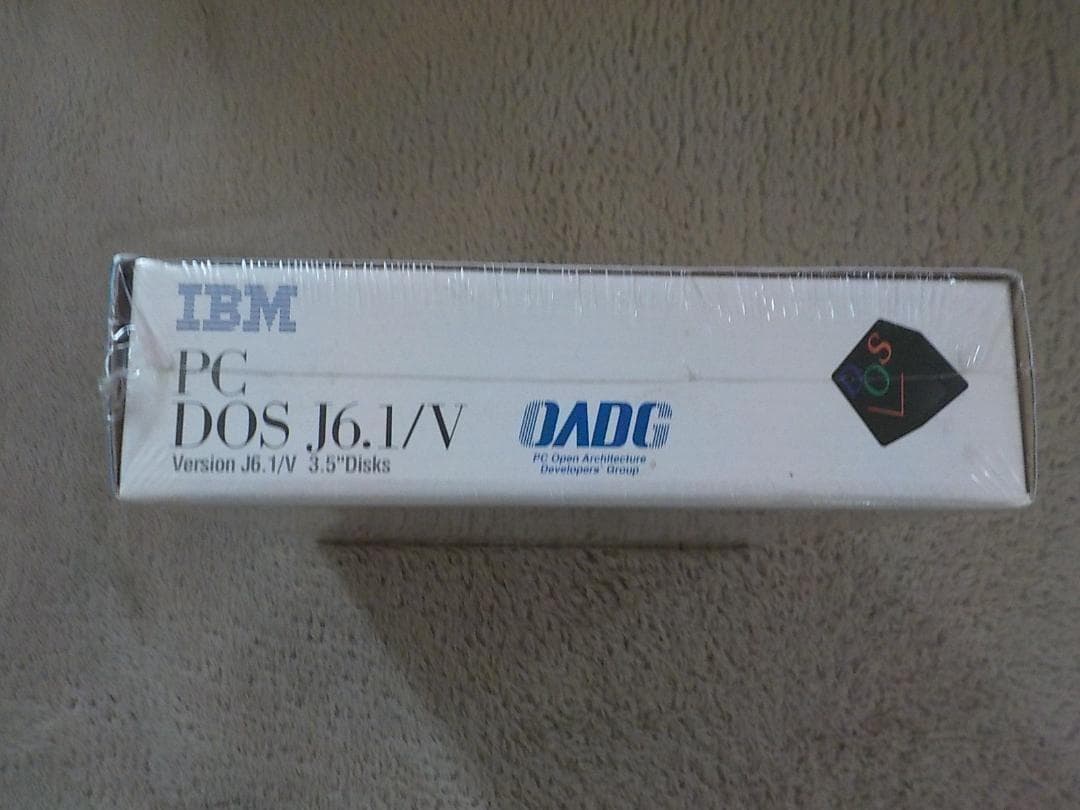 IBM
PC
DOS J6.1/V
Version J6.1/V 3.5"Disks
OADG
PC Open Architecture
Developers' Group
DOS